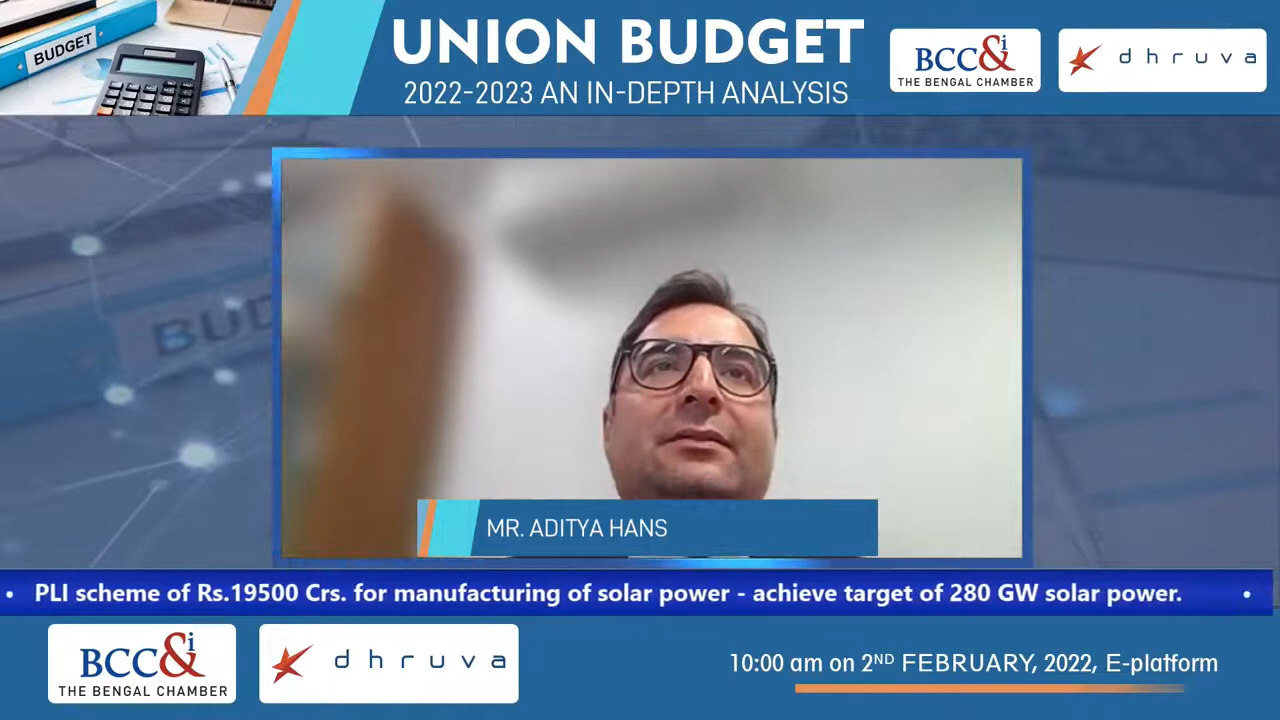 BUDGET
UNION BUDGET
2022-2023 AN IN-DEPTH ANALYSIS
BCC&i
THE BENGAL CHAMBER
dhruva
BUD
MR. ADITYA HANS
• PLI scheme of Rs.19500 Crs. for manufacturing of solar power - achieve target of 280 GW solar power. •
BCC&i
THE BENGAL CHAMBER
dhruva
10:00 am on 2ND FEBRUARY, 2022, E-platform